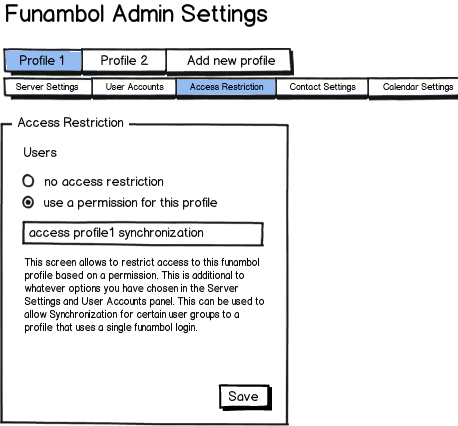 Funambol Admin Settings
Profile 1 Profile 2 Add new profile
Server Settings User Accounts Access Restriction Contact Settings Calendar Settings
Access Restriction
Users
no access restriction
use a permission for this profile
access profile1 synchronization
This screen allows to restrict access to this funambol
profile based on a permission. This is additional to
whatever options you have chosen in the Server
Settings and User Accounts panel. This can be used to
allow Synchronization for certain user groups to a
profile that uses a single funambol login.
Save